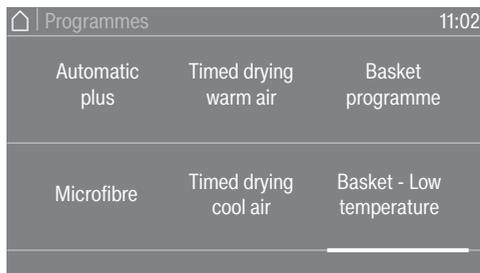 Programmes
11:02
Automatic
plus
Timed drying
warm air
Basket
programme
Microfibre
Timed drying
cool air
Basket - Low
temperature